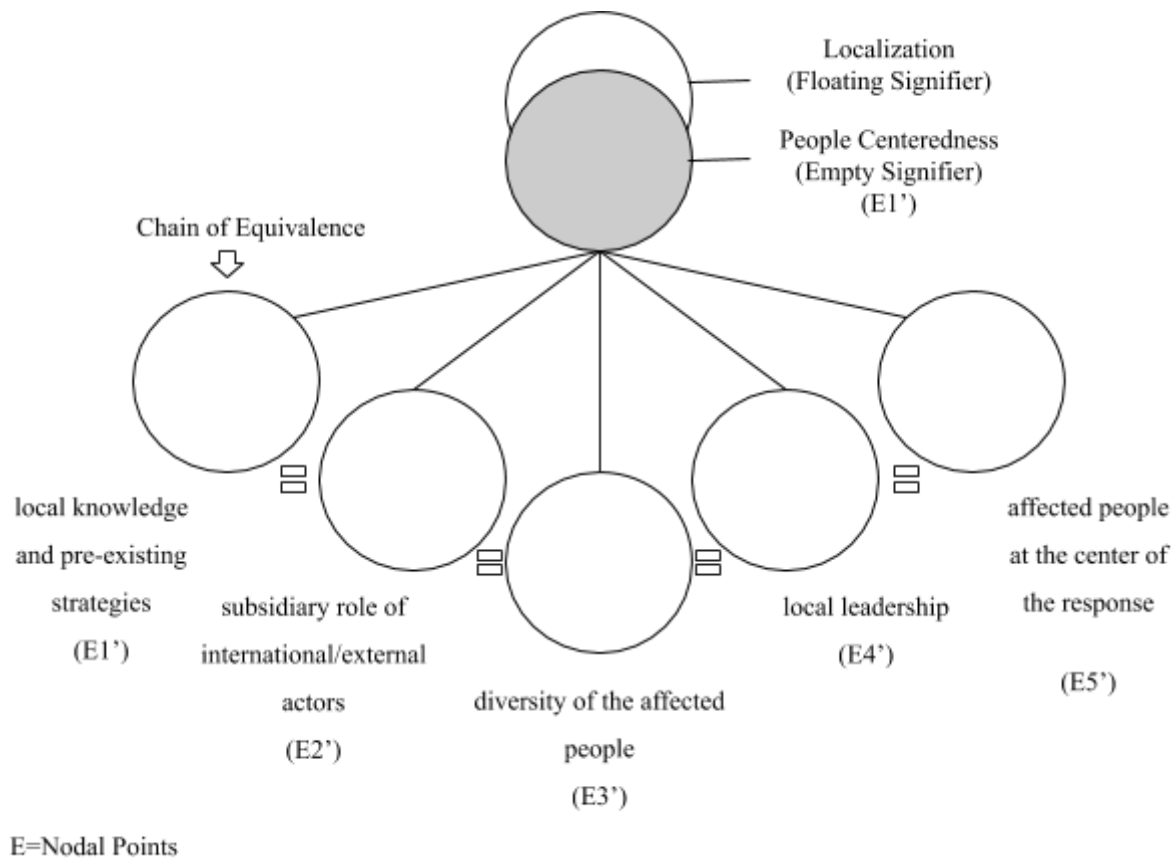 Localization
(Floating Signifier)
People Centeredness
(Empty Signifier)
(E1’)
Chain of Equivalence
local knowledge
and pre-existing
strategies
(E1’)
subsidiary role of
international/external
actors
(E2’)
diversity of the affected
people
(E3’)
local leadership
(E4’)
affected people
at the center of
the response
(E5’)
E=Nodal Points